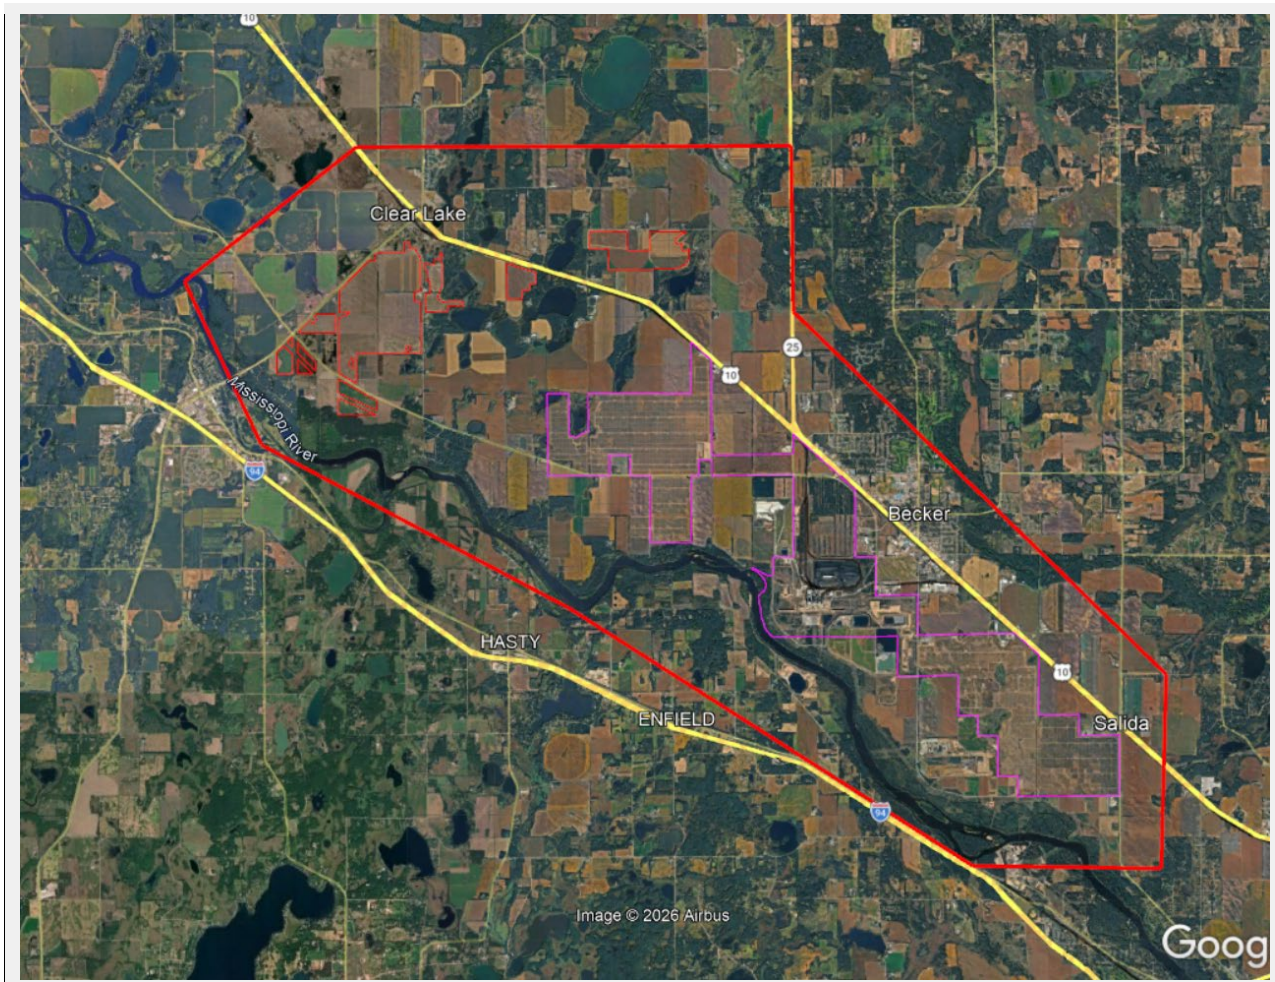 10
Clear Lake
25
10
Mississippi River
94
Becker
HASTY
10
ENFIELD
Salida
94
Image © 2026 Airbus
Goog